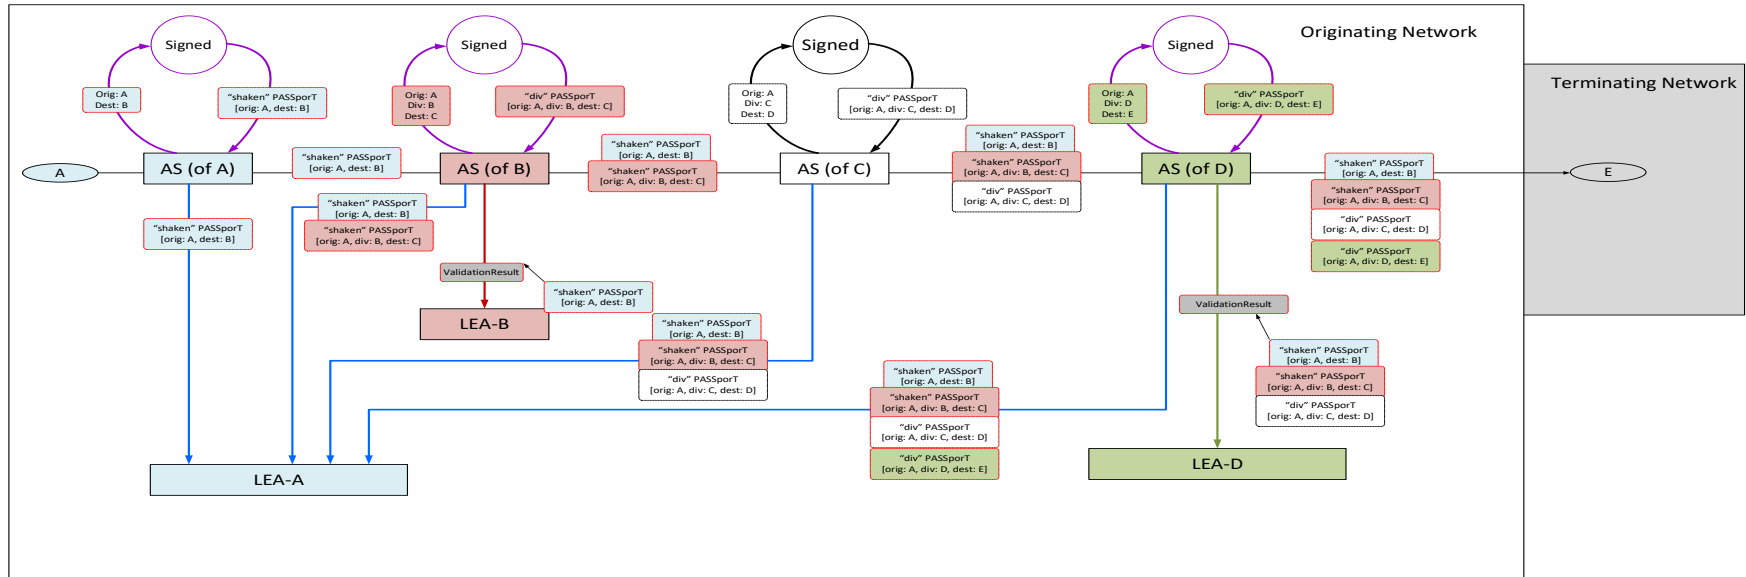 Originating Network
Terminating Network
Signed
Signed
Signed
Signed
Orig: A
Dest: B
“shaken” PASSporT
[orig: A, dest: B]
Orig: A
Div: B
Dest: C
“div” PASSporT
[orig: A, div: B, dest: C]
Orig: A
Div: C
Dest: D
“div” PASSporT
[orig: A, div: C, dest: D]
Orig: A
Div: D
Dest: E
“div” PASSporT
[orig: A, div: D, dest: E]
A
AS (of A)
“shaken” PASSporT
[orig: A, dest: B]
AS (of B)
“shaken” PASSporT
[orig: A, dest: B]
“shaken” PASSporT
[orig: A, div: B, dest: C]
AS (of C)
“shaken” PASSporT
[orig: A, dest: B]
“shaken” PASSporT
[orig: A, div: B, dest: C]
“div” PASSporT
[orig: A, div: C, dest: D]
AS (of D)
“shaken” PASSporT
[orig: A, dest: B]
“shaken” PASSporT
[orig: A, div: B, dest: C]
“div” PASSporT
[orig: A, div: C, dest: D]
“div” PASSporT
[orig: A, div: D, dest: E]
E
“shaken” PASSporT
[orig: A, dest: B]
“shaken” PASSporT
[orig: A, dest: B]
“shaken” PASSporT
[orig: A, div: B, dest: C]
ValidationResult
“shaken” PASSporT
[orig: A, dest: B]
LEA-B
“shaken” PASSporT
[orig: A, dest: B]
“shaken” PASSporT
[orig: A, div: B, dest: C]
“div” PASSporT
[orig: A, div: C, dest: D]
ValidationResult
“shaken” PASSporT
[orig: A, dest: B]
“shaken” PASSporT
[orig: A, div: B, dest: C]
“div” PASSporT
[orig: A, div: C, dest: D]
“shaken” PASSporT
[orig: A, dest: B]
“shaken” PASSporT
[orig: A, div: B, dest: C]
“div” PASSporT
[orig: A, div: C, dest: D]
“div” PASSporT
[orig: A, div: D, dest: E]
LEA-A
LEA-D